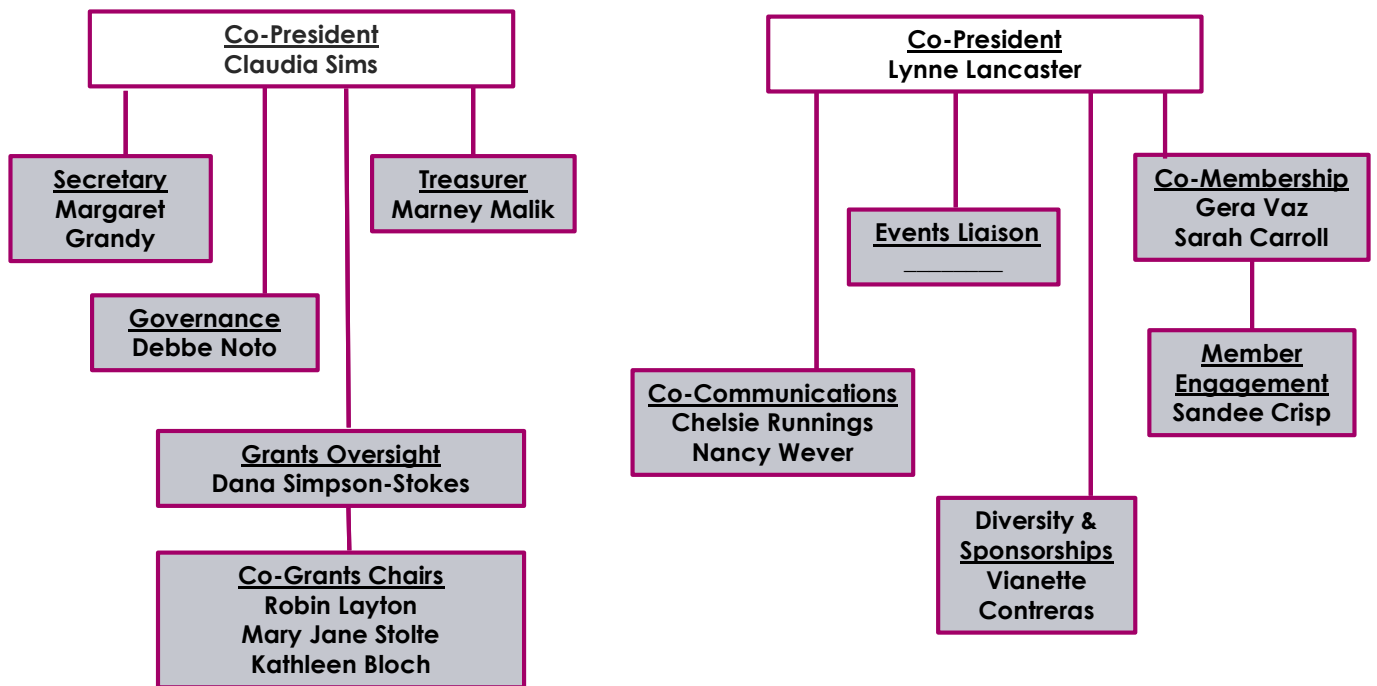 Co-President
Claudia Sims
Secretary
Margaret
Grandy
Treasurer
Marney Malik
Governance
Debbe Noto
Grants Oversight
Dana Simpson-Stokes
Co-Grants Chairs
Robin Layton
Mary Jane Stolte
Kathleen Bloch
Co-President
Lynne Lancaster
Co-Membership
Gera Vaz
Sarah Carroll
Events Liaison
________
Member
Engagement
Sandee Crisp
Co-Communications
Chelsie Runnings
Nancy Wever
Diversity &
Sponsorships
Vianette
Contreras